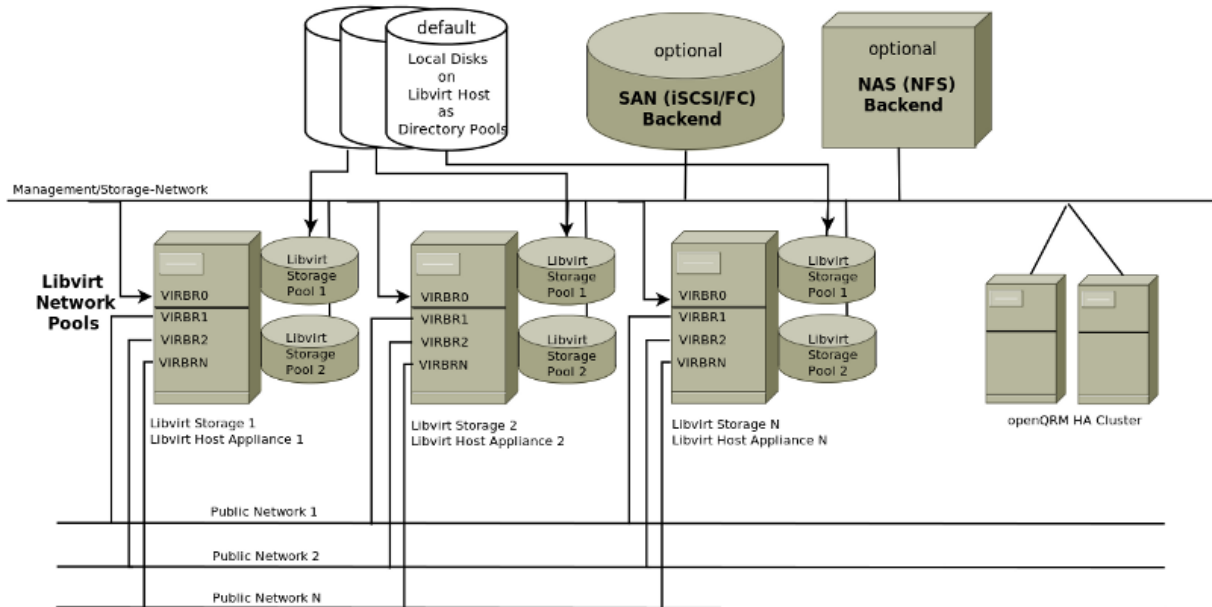 default
Local Disks
on
Libvirt Host
as
Directory Pools
optional
SAN (iSCSI/FC)
Backend
optional
NAS (NFS)
Backend
Management/Storage-Network
Libvirt
Network
Pools
VIRBR0
VIRBR1
VIRBR2
VIRBRN
Libvirt
Storage
Pool 1
Libvirt
Storage
Pool 2
Libvirt Storage 1
Libvirt Host Appliance 1
VIRBR0
VIRBR1
VIRBR2
VIRBRN
Libvirt
Storage
Pool 1
Libvirt
Storage
Pool 2
Libvirt Storage 2
Libvirt Host Appliance 2
VIRBR0
VIRBR1
VIRBR2
VIRBRN
Libvirt
Storage
Pool 1
Libvirt
Storage
Pool 2
Libvirt Storage N
Libvirt Host Appliance N
openQRM HA Cluster
Public Network 1
Public Network 2
Public Network N